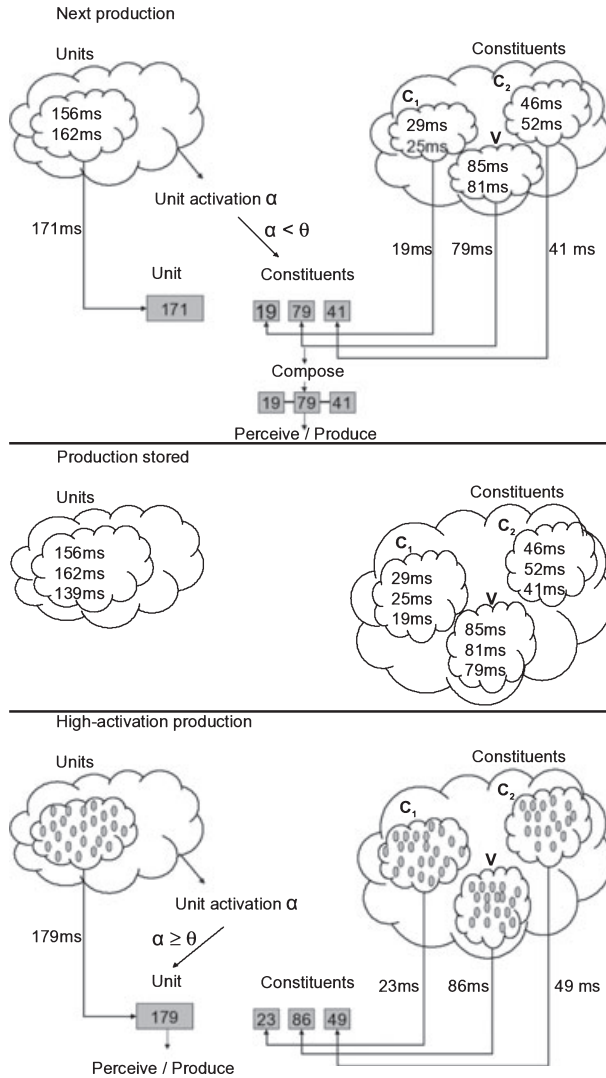 Next production
Units
Constituents
156ms
162ms
C1
29ms
25ms
V
85ms
81ms
C2
46ms
52ms
Unit activation α
α < θ
171ms
19ms
79ms
41 ms
Unit
Constituents
171
19 79 41
Compose
19 79 41
Perceive / Produce
Production stored
Units
Constituents
156ms
162ms
139ms
C1
29ms
25ms
19ms
V
85ms
81ms
79ms
C2
46ms
52ms
41ms
High-activation production
Units
Constituents
C1
V
C2
Unit activation α
α ≥ θ
179ms
23ms
86ms
49 ms
Unit
Constituents
179
23 86 49
Perceive / Produce